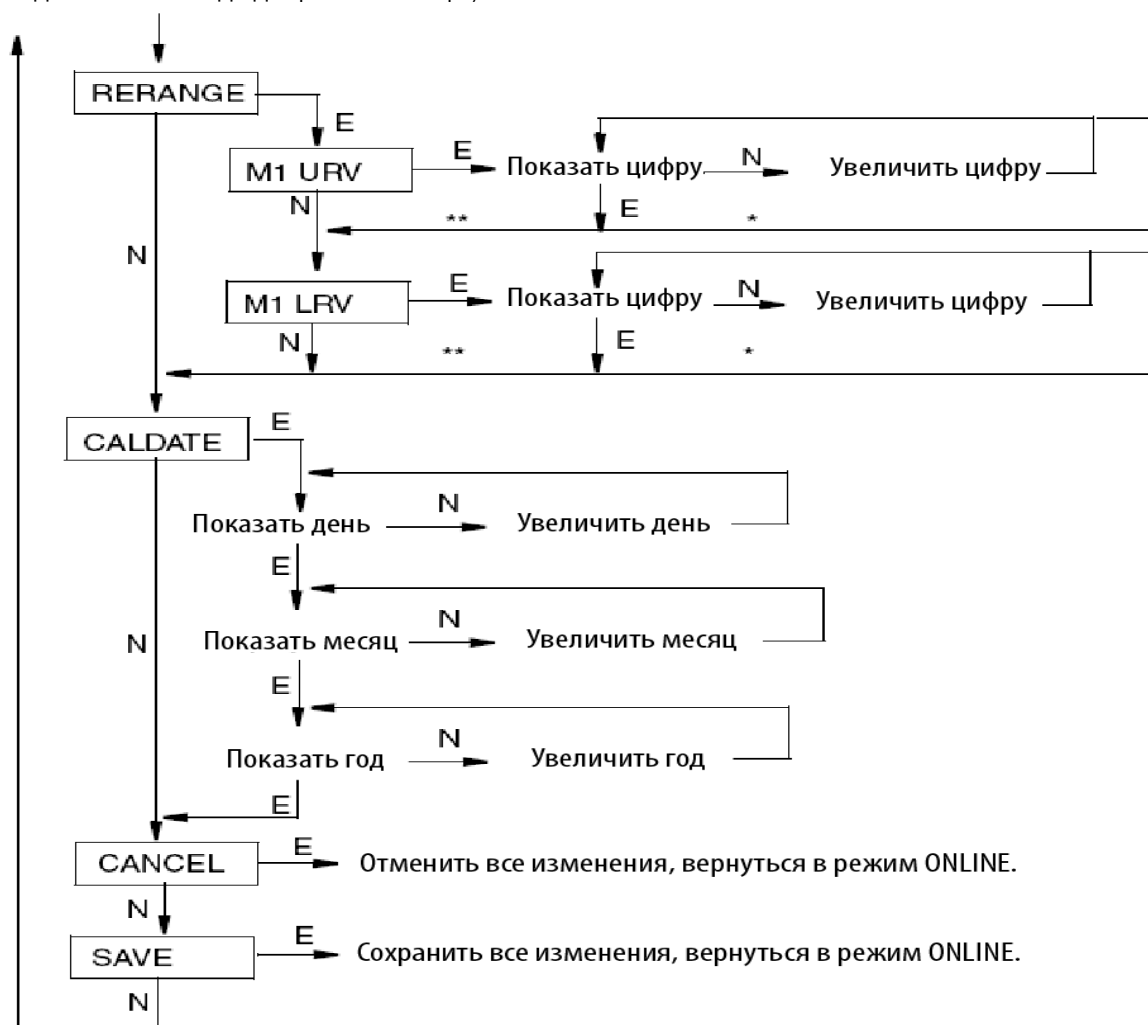 RERANGE
E
M1 URV
E
Показать цифру
N
Увеличить цифру
N
E
**
*
N
M1 LRV
E
Показать цифру
N
Увеличить цифру
N
E
**
*
CALDATE
E
Показать день
N
Увеличить день
E
N
Показать месяц
N
Увеличить месяц
E
Показать год
N
Увеличить год
E
CANCEL
E
Отменить все изменения, вернуться в режим ONLINE.
N
SAVE
E
Сохранить все изменения, вернуться в режим ONLINE.
N